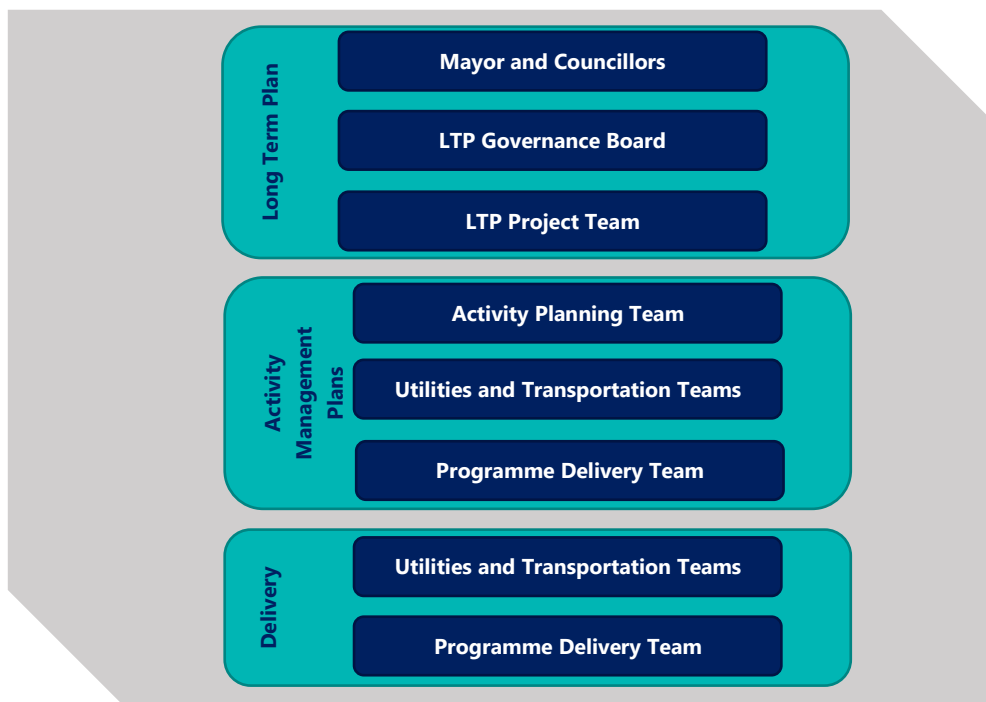 Long Term Plan
Mayor and Councillors
LTP Governance Board
LTP Project Team
Activity
Management
Plans
Activity Planning Team
Utilities and Transportation Teams
Programme Delivery Team
Delivery
Utilities and Transportation Teams
Programme Delivery Team